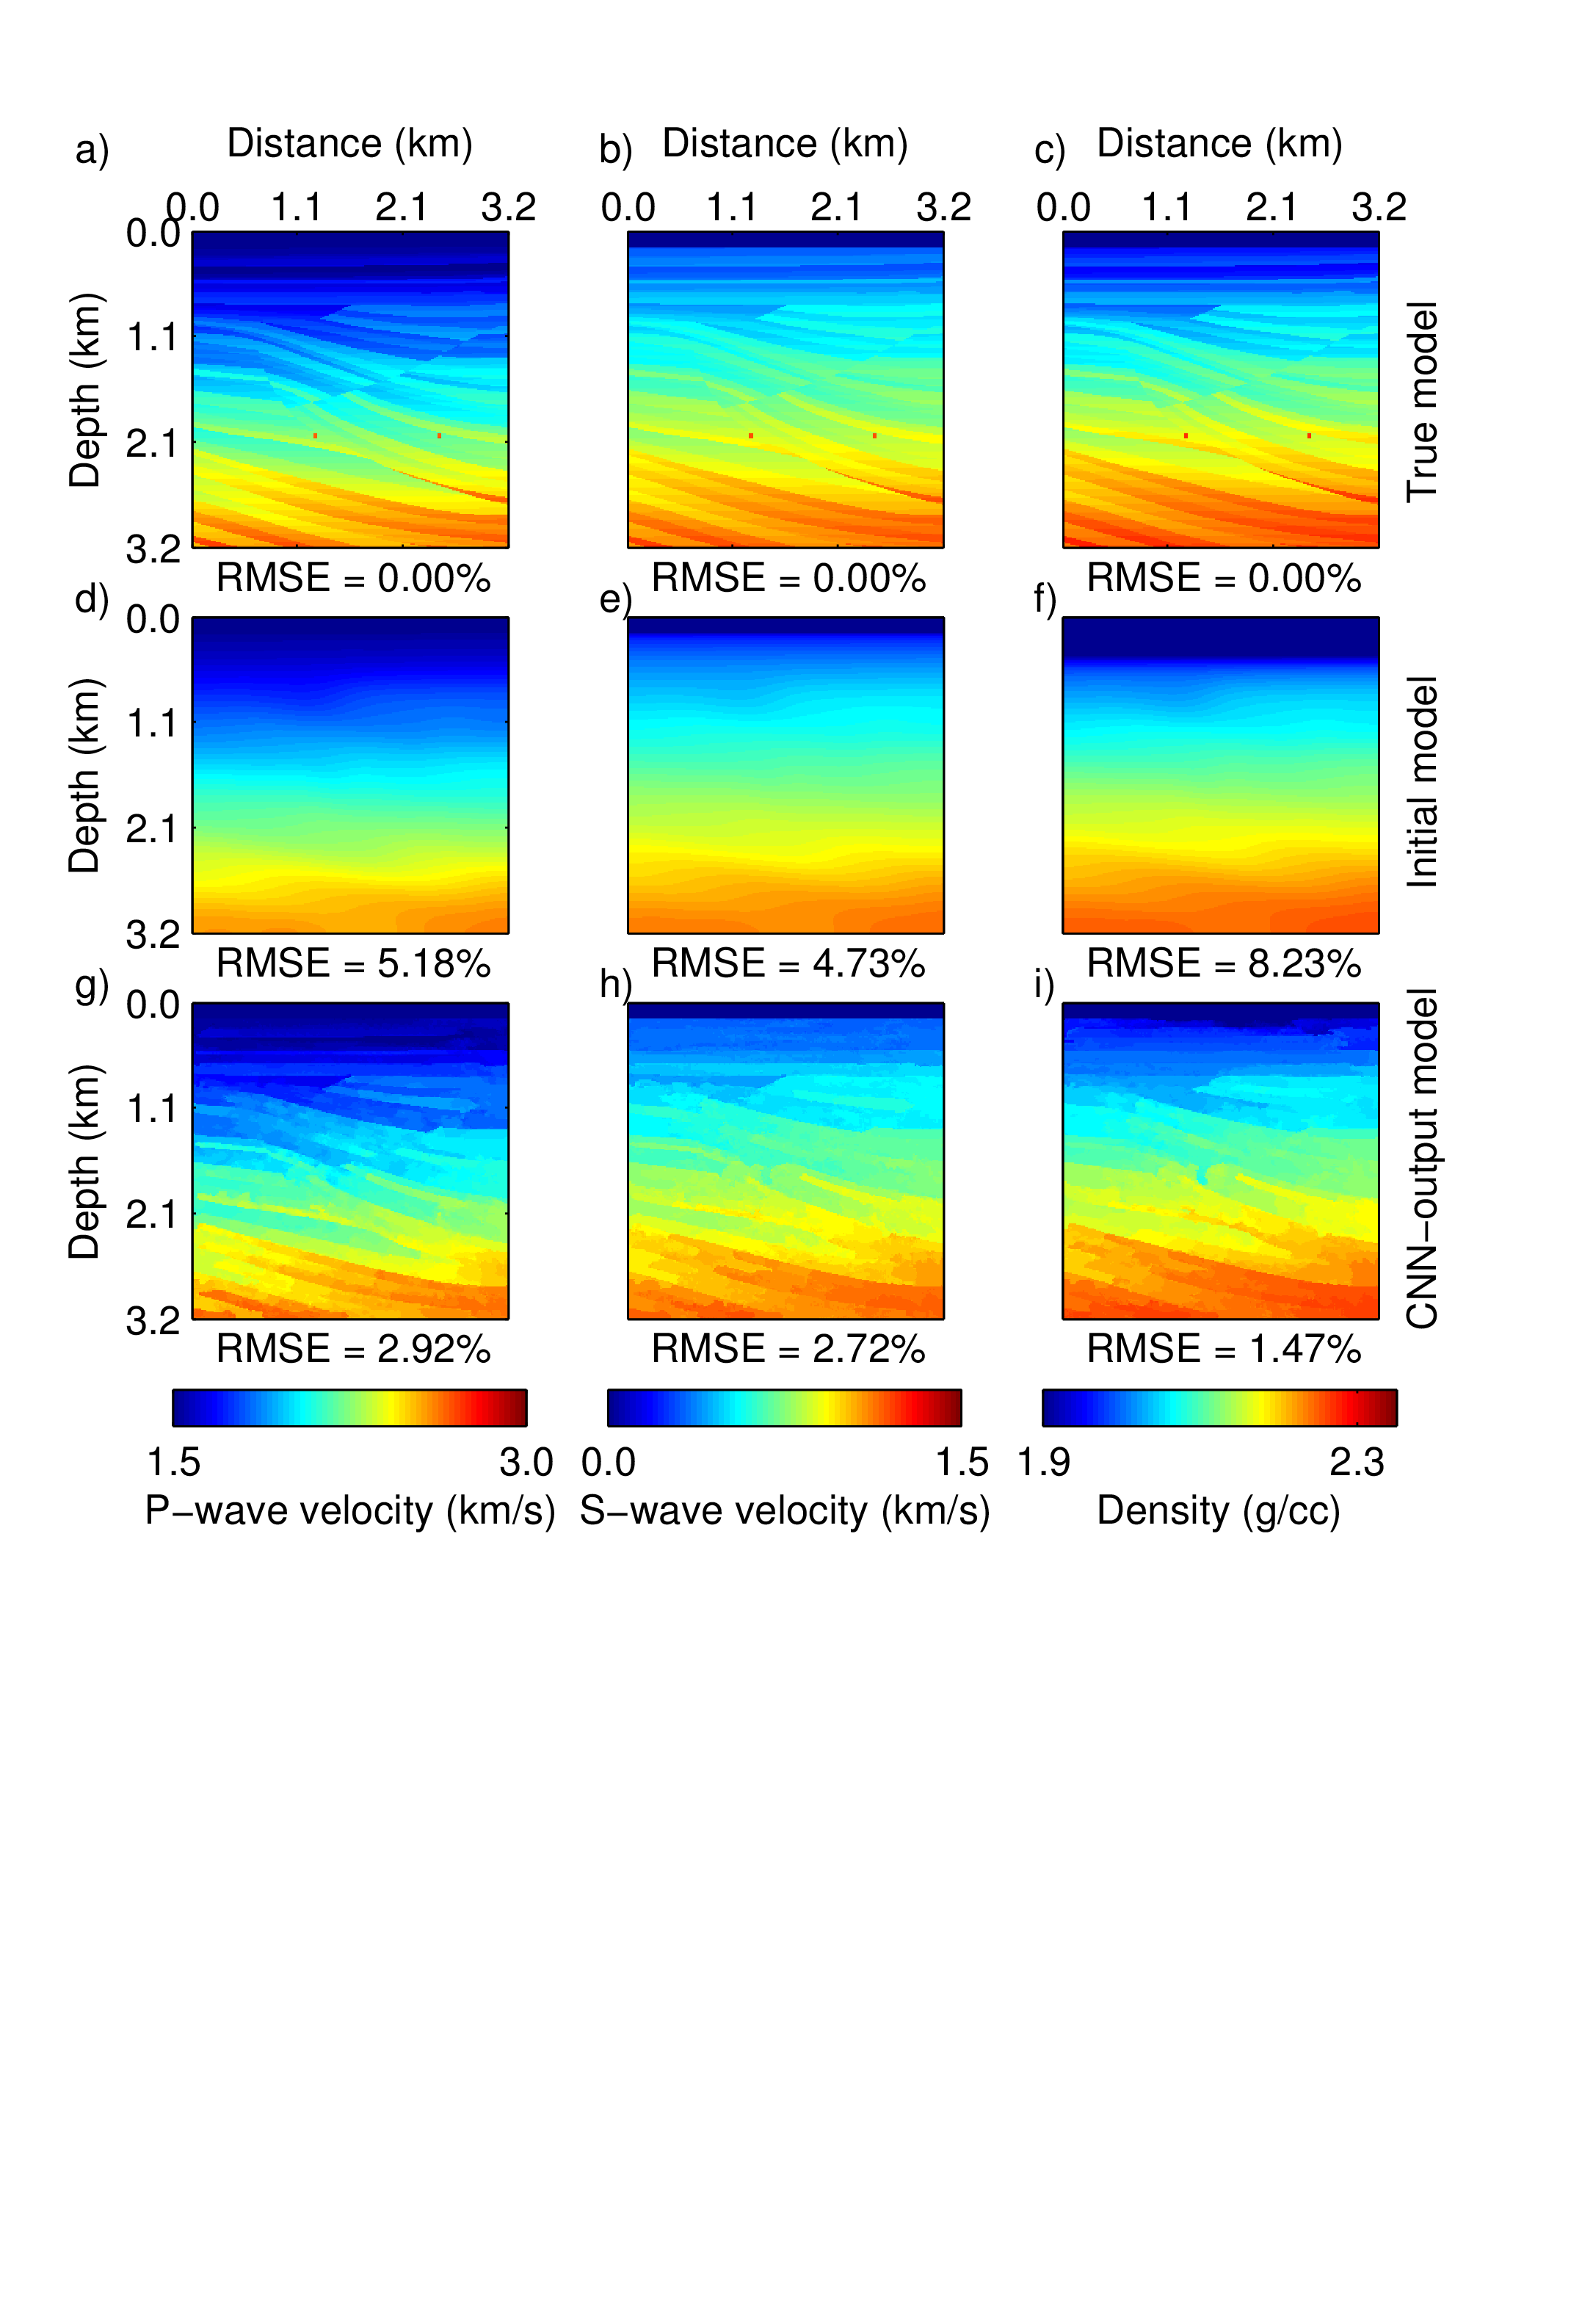 a) Distance (km) b) Distance (km) c) Distance (km)
0.0 1.1 2.1 3.2 0.0 1.1 2.1 3.2 0.0 1.1 2.1 3.2
0.0
1.1
2.1
3.2
Depth (km)
True model
RMSE = 0.00% RMSE = 0.00% RMSE = 0.00%
d) e) f)
0.0
1.1
2.1
3.2
Depth (km)
Initial model
RMSE = 5.18% RMSE = 4.73% RMSE = 8.23%
g) h) i)
0.0
1.1
2.1
3.2
Depth (km)
CNN−output model
RMSE = 2.92% RMSE = 2.72% RMSE = 1.47%
1.5 3.0 0.0 1.5 1.9 2.3
P−wave velocity (km/s) S−wave velocity (km/s) Density (g/cc)